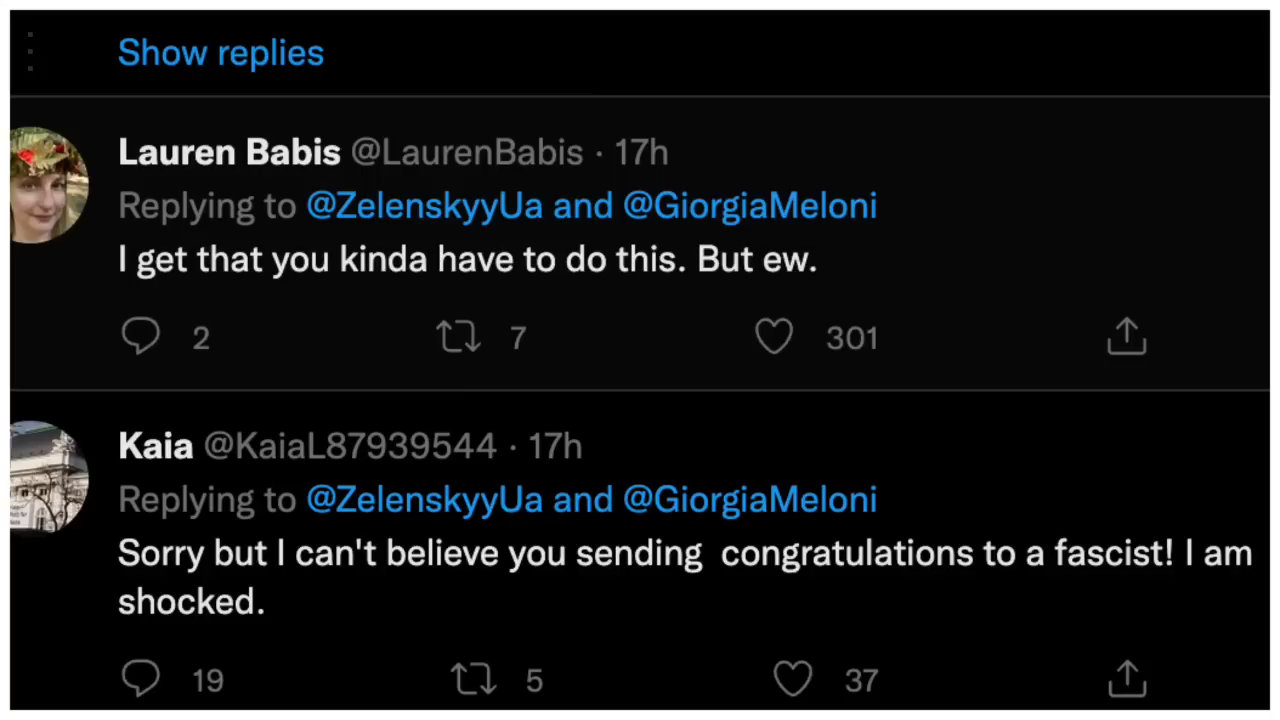 Show replies
Lauren Babis @LaurenBabis · 17h
Replying to @ZelenskyyUa and @GiorgiaMeloni
I get that you kinda have to do this. But ew.
2 7 301
Kaia @KaiaL87939544 · 17h
Replying to @ZelenskyyUa and @GiorgiaMeloni
Sorry but I can't believe you sending  congratulations to a fascist! I am
shocked.
19 5 37